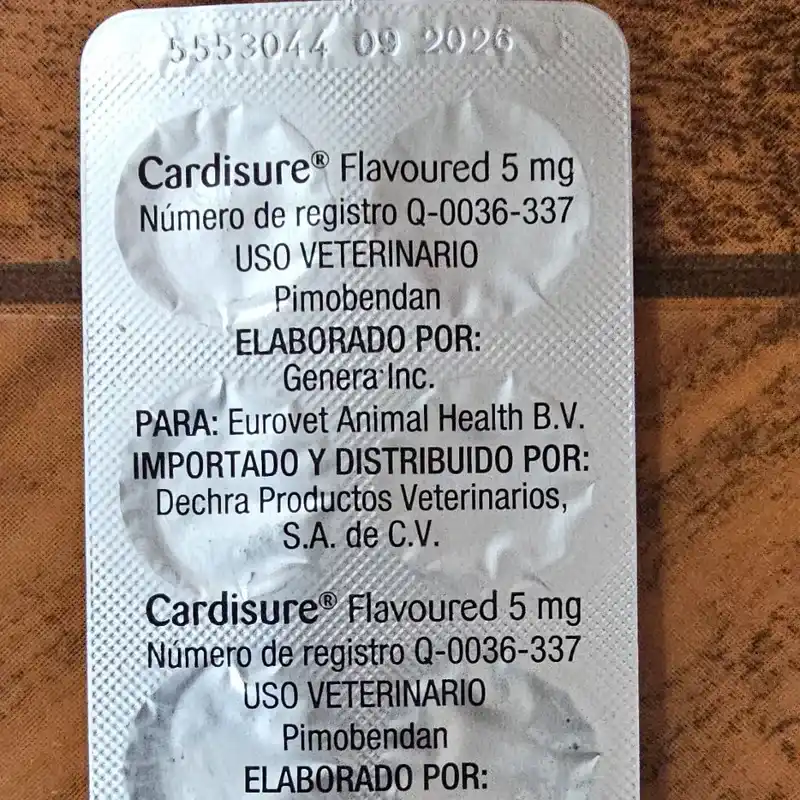 5553044 09 2026
Cardisure® Flavoured 5 mg
Número de registro Q-0036-337
USO VETERINARIO
Pimobendan
ELABORADO POR:
Genera Inc.
PARA: Eurovet Animal Health B.V.
IMPORTADO Y DISTRIBUIDO POR:
Dechra Productos Veterinarios,
S.A. de C.V.
Cardisure® Flavoured 5 mg
Número de registro Q-0036-337
USO VETERINARIO
Pimobendan
ELABORADO POR: